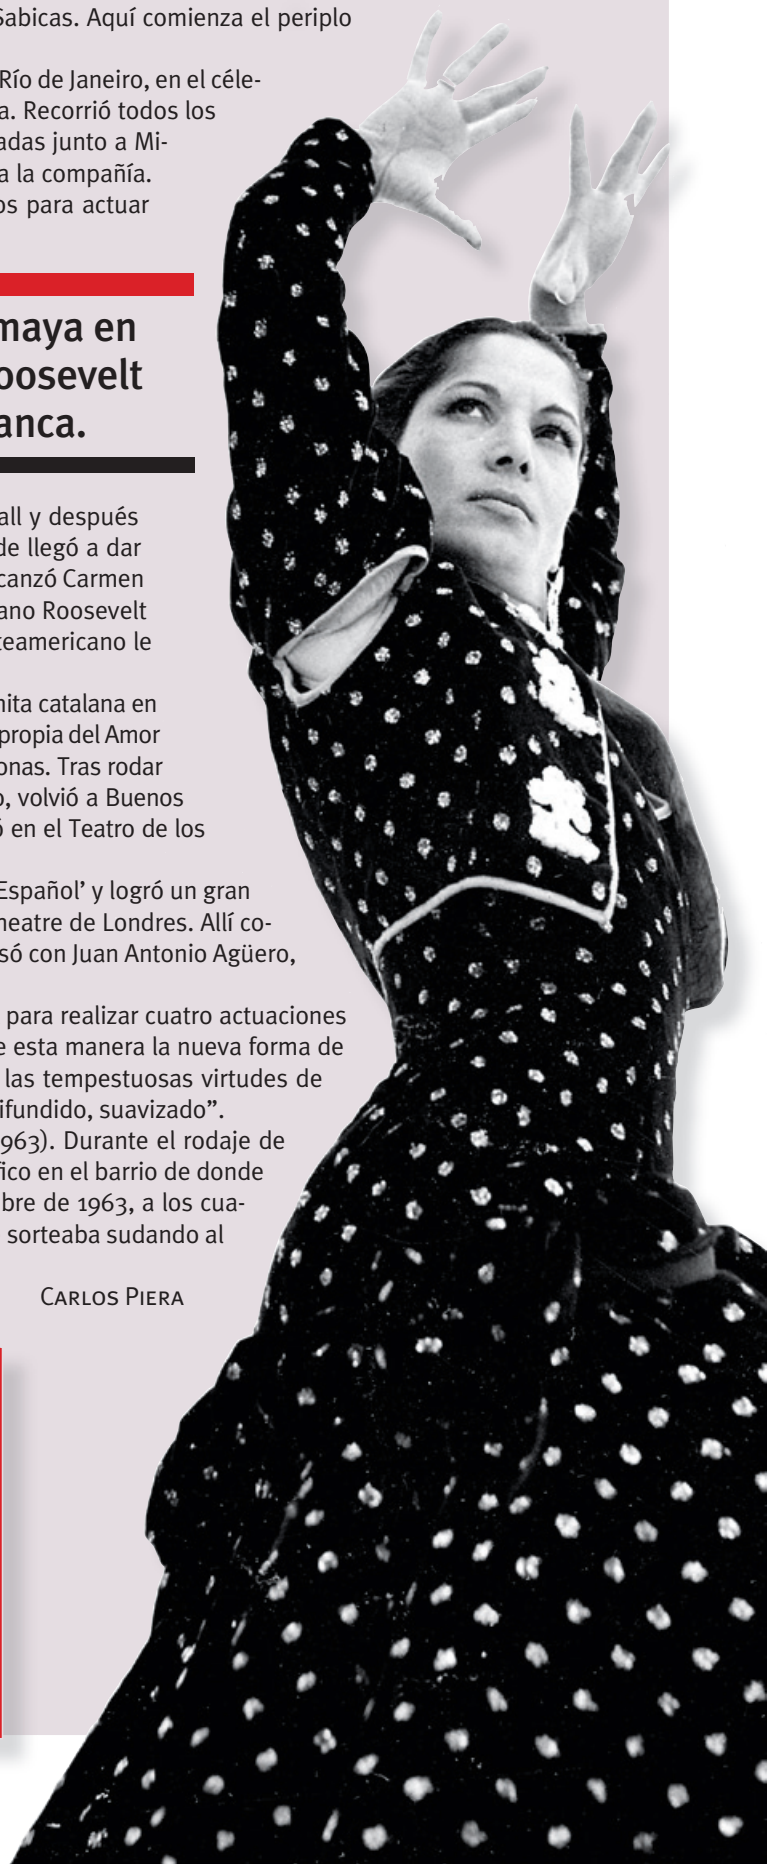 Sabicas. Aquí comienza el periplo
Río de Janeiro, en el céle-
a. Recorrió todos los
adas junto a Mi-
a la compañía.
os para actuar
maya en
oosevelt
anca.
all y después
de llegó a dar
canzó Carmen
ano Roosevelt
teamericano le
nita catalana en
propia del Amor
onas. Tras rodar
o, volvió a Buenos
ó en el Teatro de los
Español’ y logró un gran
heatre de Londres. Allí co-
só con Juan Antonio Agüero,
para realizar cuatro actuaciones
e esta manera la nueva forma de
las tempestuosas virtudes de
ifundido, suavizado”.
963). Durante el rodaje de
fico en el barrio de donde
bre de 1963, a los cua-
sorteaba sudando al
Carlos Piera